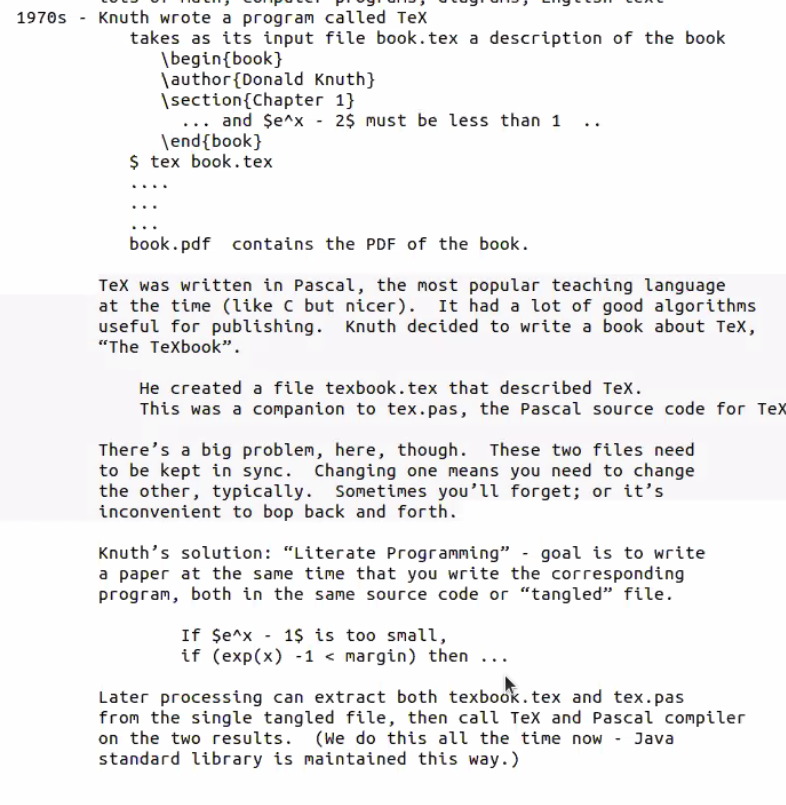 lots of math, computer programs, diagrams, English text
1970s - Knuth wrote a program called TeX
takes as its input file book.tex a description of the book
\begin{book}
\author{Donald Knuth}
\section{Chapter 1}
... and $e^x - 2$ must be less than 1  ..
\end{book}
$ tex book.tex
....
...
...
book.pdf  contains the PDF of the book.
TeX was written in Pascal, the most popular teaching language
at the time (like C but nicer).  It had a lot of good algorithms
useful for publishing.  Knuth decided to write a book about TeX,
“The TeXbook”.
He created a file texbook.tex that described TeX.
This was a companion to tex.pas, the Pascal source code for TeX
There’s a big problem, here, though.  These two files need
to be kept in sync.  Changing one means you need to change
the other, typically.  Sometimes you’ll forget; or it’s
inconvenient to bop back and forth.
Knuth’s solution: “Literate Programming” - goal is to write
a paper at the same time that you write the corresponding
program, both in the same source code or “tangled” file.
If $e^x - 1$ is too small,
if (exp(x) -1 < margin) then ...
Later processing can extract both texbook.tex and tex.pas
from the single tangled file, then call TeX and Pascal compiler
on the two results.  (We do this all the time now - Java
standard library is maintained this way.)